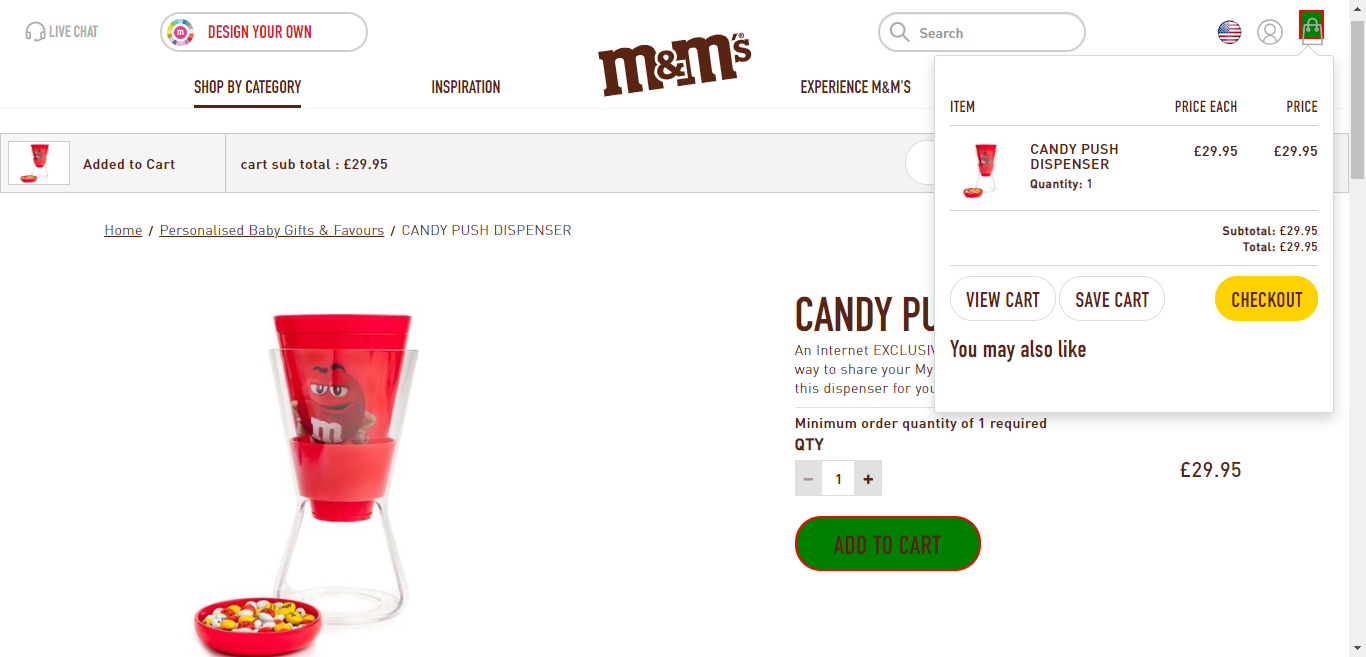 LIVE CHAT
DESIGN YOUR OWN
m&m's
Search
SHOP BY CATEGORY
INSPIRATION
EXPERIENCE M&M'S
Added to Cart
cart sub total : £29.95
ITEM PRICE EACH PRICE
CANDY PUSH
DISPENSER
£29.95 £29.95
Quantity: 1
Subtotal: £29.95
Total: £29.95
VIEW CART
SAVE CART
CHECKOUT
You may also like
Home / Personalised Baby Gifts & Favours / CANDY PUSH DISPENSER
m
CANDY
An Internet
way to share your My
this dispenser for
Minimum order quantity of 1 required
QTY
− 1 +
£29.95
ADD TO CART